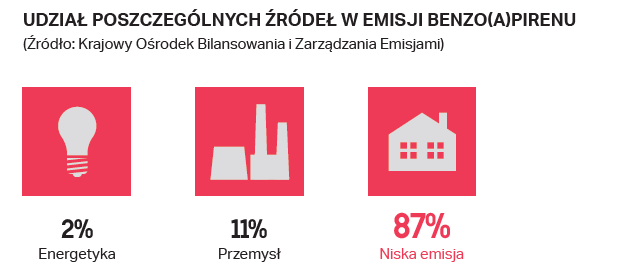 UDZIAŁ POSZCZEGÓLNYCH ŹRÓDEŁ W EMISJI BENZO(A)PIRENU
(Źródło: Krajowy Ośrodek Bilansowania i Zarządzania Emisjami)
2%
Energetyka
11%
Przemysł
87%
Niska emisja